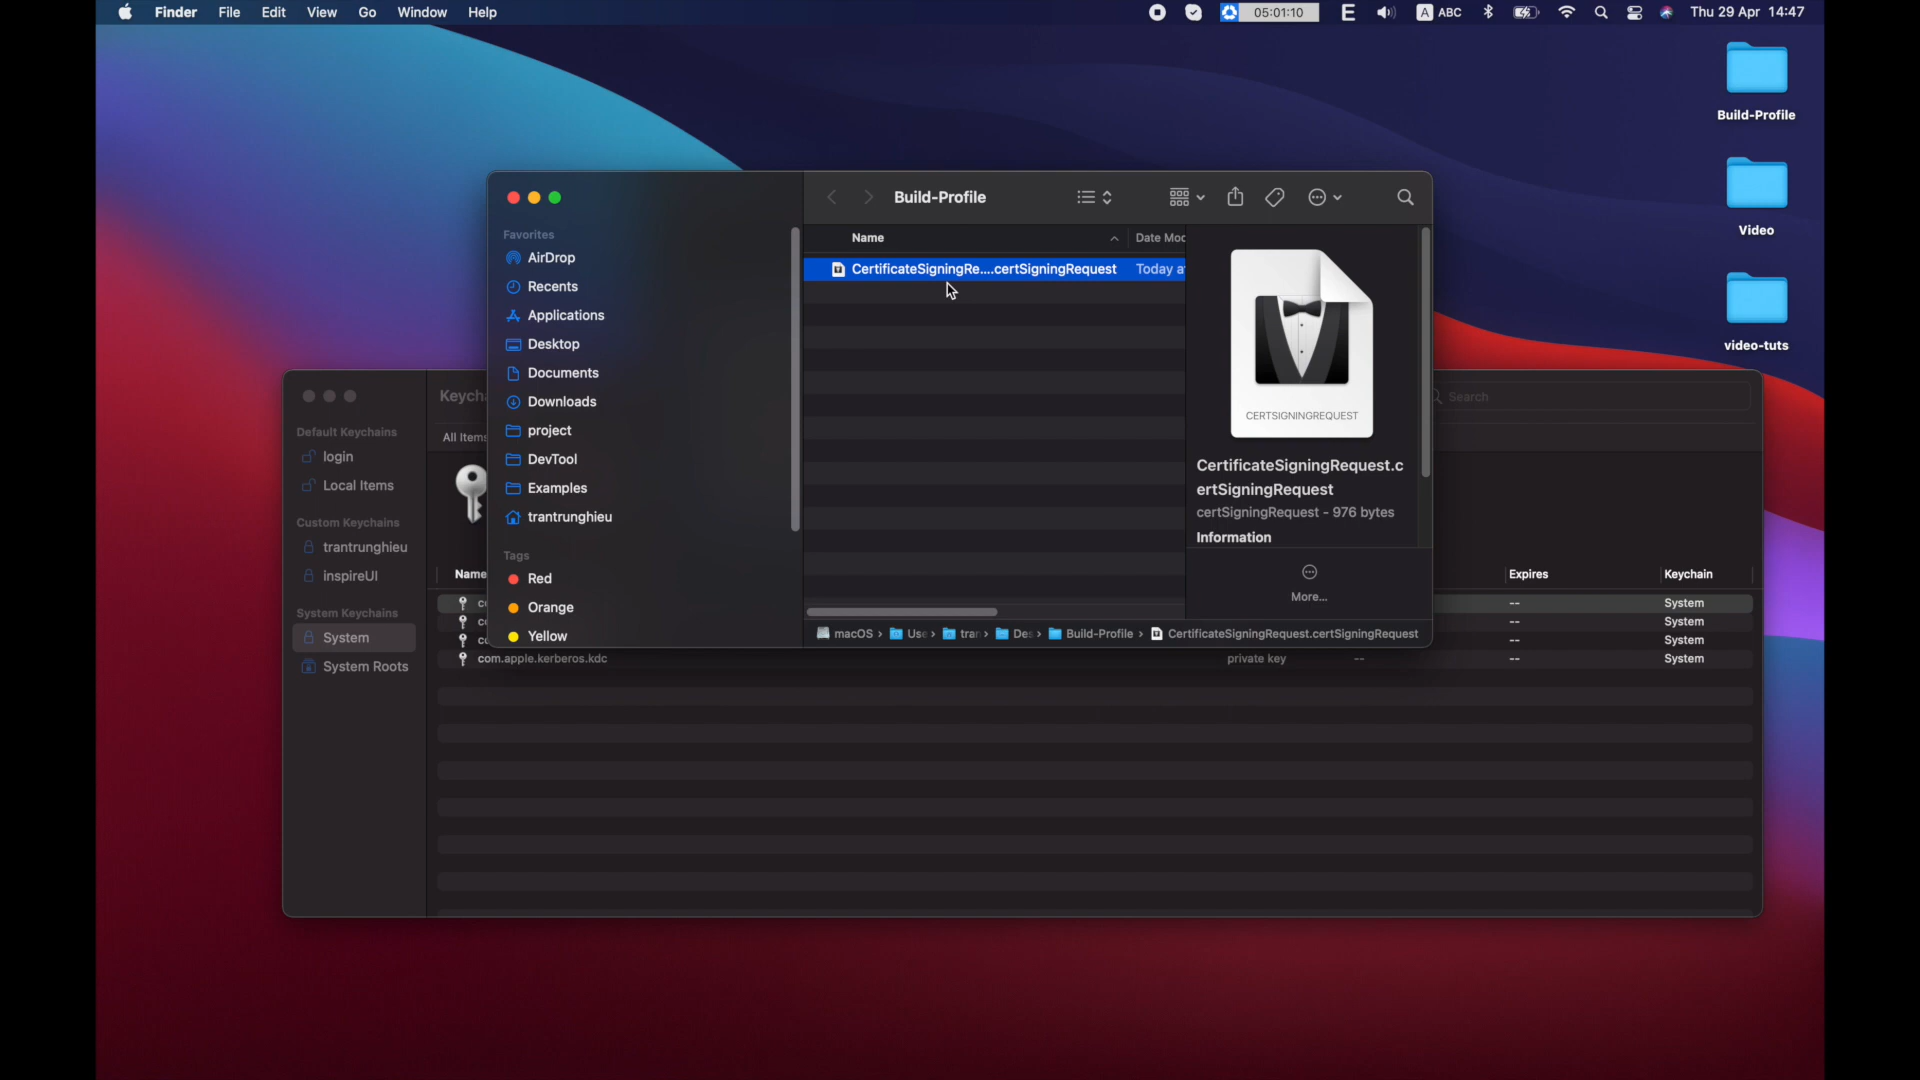 Finder File Edit View Go Window Help 05:01:10 E A ABC Thu 29 Apr 14:47
Build-Profile
Video
video-tuts
Build-Profile
Favorites
AirDrop
Recents
Applications
Desktop
Documents
Downloads
project
DevTool
Examples
trantrunghieu
Tags
Red
Orange
Yellow
Name Date Mod
CertificateSigningRe....certSigningRequest Today a
CERTSIGNINGREQUEST
CertificateSigningRequest.c
ertSigningRequest
certSigningRequest - 976 bytes
Information
More...
macOS › Use › tran › Des › Build-Profile › CertificateSigningRequest.certSigningRequest
Keycha
Search
All Items
Default Keychains
login
Local Items
Custom Keychains
trantrunghieu
inspireUI
System Keychains
System
System Roots
Name Expires Keychain
-- System
-- System
-- System
com.apple.kerberos.kdc private key -- -- System